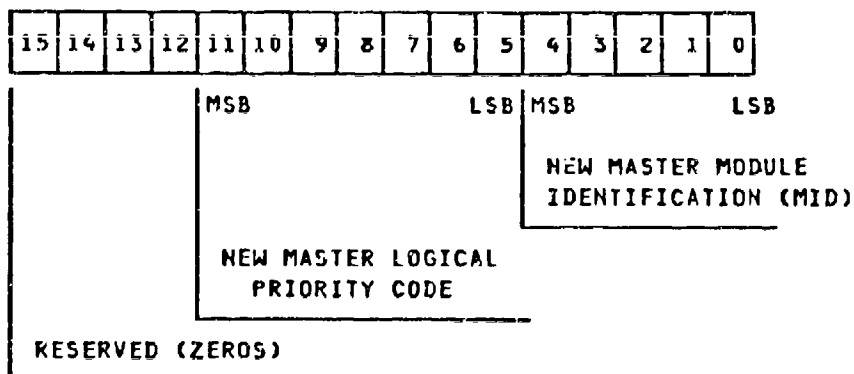 15 14 13 12 11 10 9 8 7 6 5 4 3 2 1 0
MSB LSB MSB LSB
NEW MASTER MODULE
IDENTIFICATION (MID)
NEW MASTER LOGICAL
PRIORITY CODE
RESERVED (ZEROS)